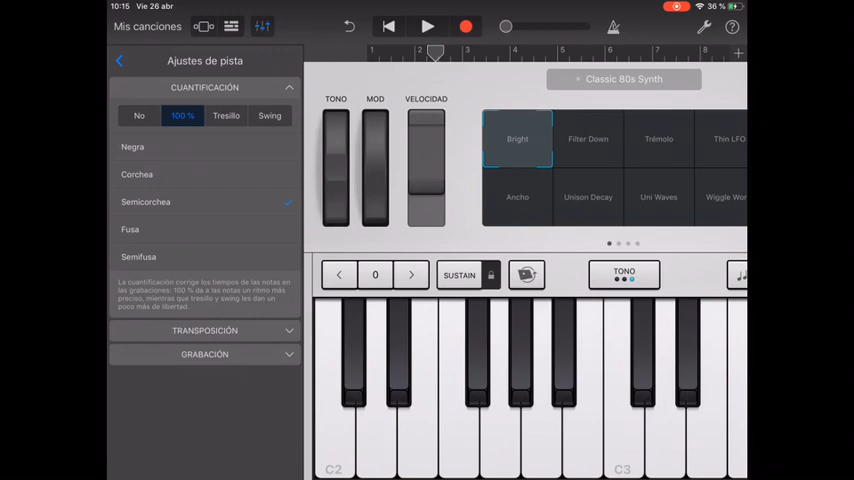 10:15 Vie 26 abr
36 %
Mis canciones
Ajustes de pista
1 2 3 4 5 6 7 8 +
CUANTIFICACIÓN
No 100 % Tresillo Swing
Negra
Corchea
Semicorchea
Fusa
Semifusa
La cuantificación corrige los tiempos de las notas
en las grabaciones: 100 % da a las notas un ritmo más
preciso, mientras que tresillo y swing les dan un
poco más de libertad.
TRANSPOSICIÓN
GRABACIÓN
Classic 80s Synth
TONO MOD VELOCIDAD
Bright Filter Down Trémolo Thin LFO
Ancho Unison Decay Uni Waves Wiggle Wor
< 0 > SUSTAIN TONO
C2 C3